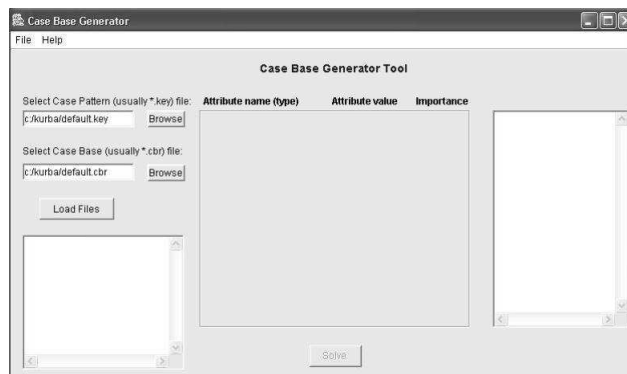 Case Base Generator
File Help
Case Base Generator Tool
Select Case Pattern (usually *.key) file:
Attribute name (type) Attribute value Importance
c:/kurba/default.key Browse
Select Case Base (usually *.cbr) file:
c:/kurba/default.cbr Browse
Load Files
Solve